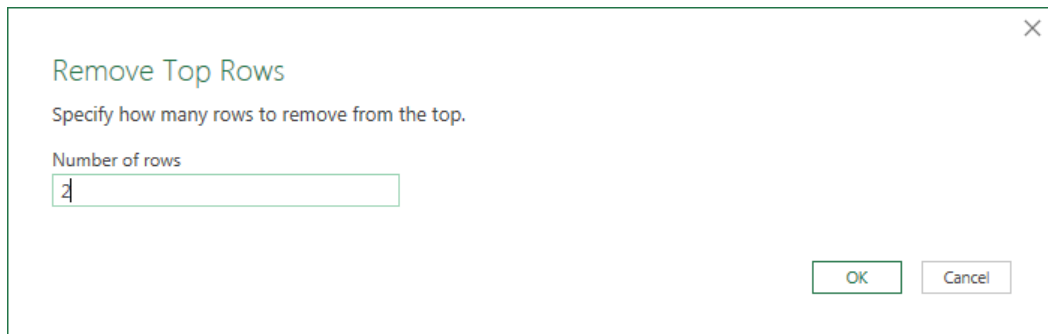 Remove Top Rows
Specify how many rows to remove from the top.
Number of rows
2
OK Cancel